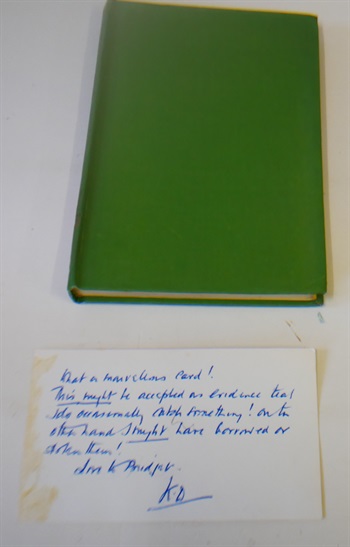 What a marvellous card!
This might be accepted as evidence that
I do occasionally catch something! on the
other hand I might have borrowed or
stolen them!
Love to Bridget.
KD